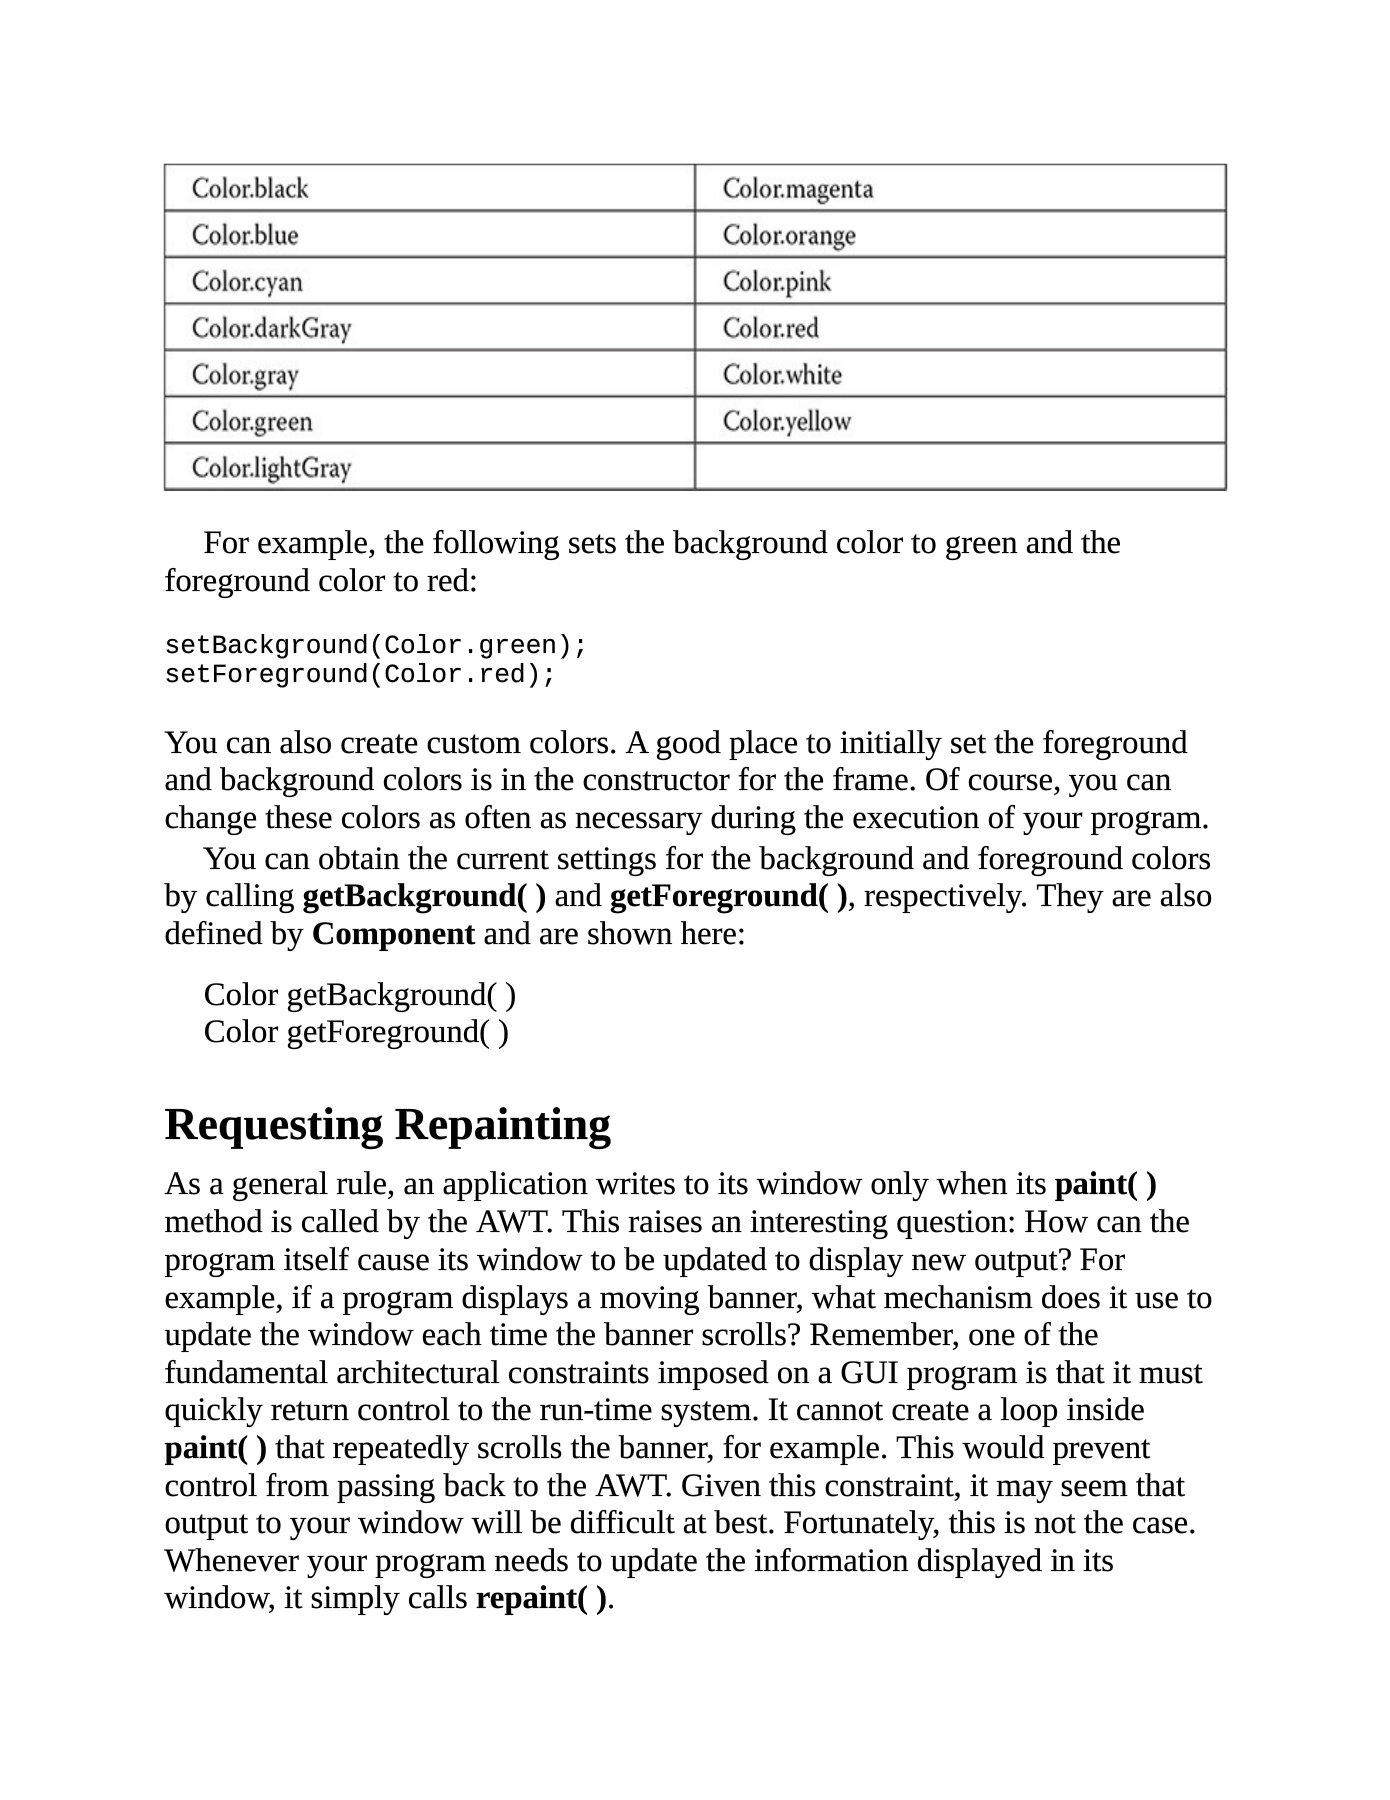 Color.black Color.magenta
Color.blue Color.orange
Color.cyan Color.pink
Color.darkGray Color.red
Color.gray Color.white
Color.green Color.yellow
Color.lightGray
For example, the following sets the background color to green and the
foreground color to red:
setBackground(Color.green);
setForeground(Color.red);
You can also create custom colors. A good place to initially set the foreground
and background colors is in the constructor for the frame. Of course, you can
change these colors as often as necessary during the execution of your program.
You can obtain the current settings for the background and foreground colors
by calling getBackground( ) and getForeground( ), respectively. They are also
defined by Component and are shown here:
Color getBackground( )
Color getForeground( )
Requesting Repainting
As a general rule, an application writes to its window only when its paint( )
method is called by the AWT. This raises an interesting question: How can the
program itself cause its window to be updated to display new output? For
example, if a program displays a moving banner, what mechanism does it use to
update the window each time the banner scrolls? Remember, one of the
fundamental architectural constraints imposed on a GUI program is that it must
quickly return control to the run-time system. It cannot create a loop inside
paint( ) that repeatedly scrolls the banner, for example. This would prevent
control from passing back to the AWT. Given this constraint, it may seem that
output to your window will be difficult at best. Fortunately, this is not the case.
Whenever your program needs to update the information displayed in its
window, it simply calls repaint( ).